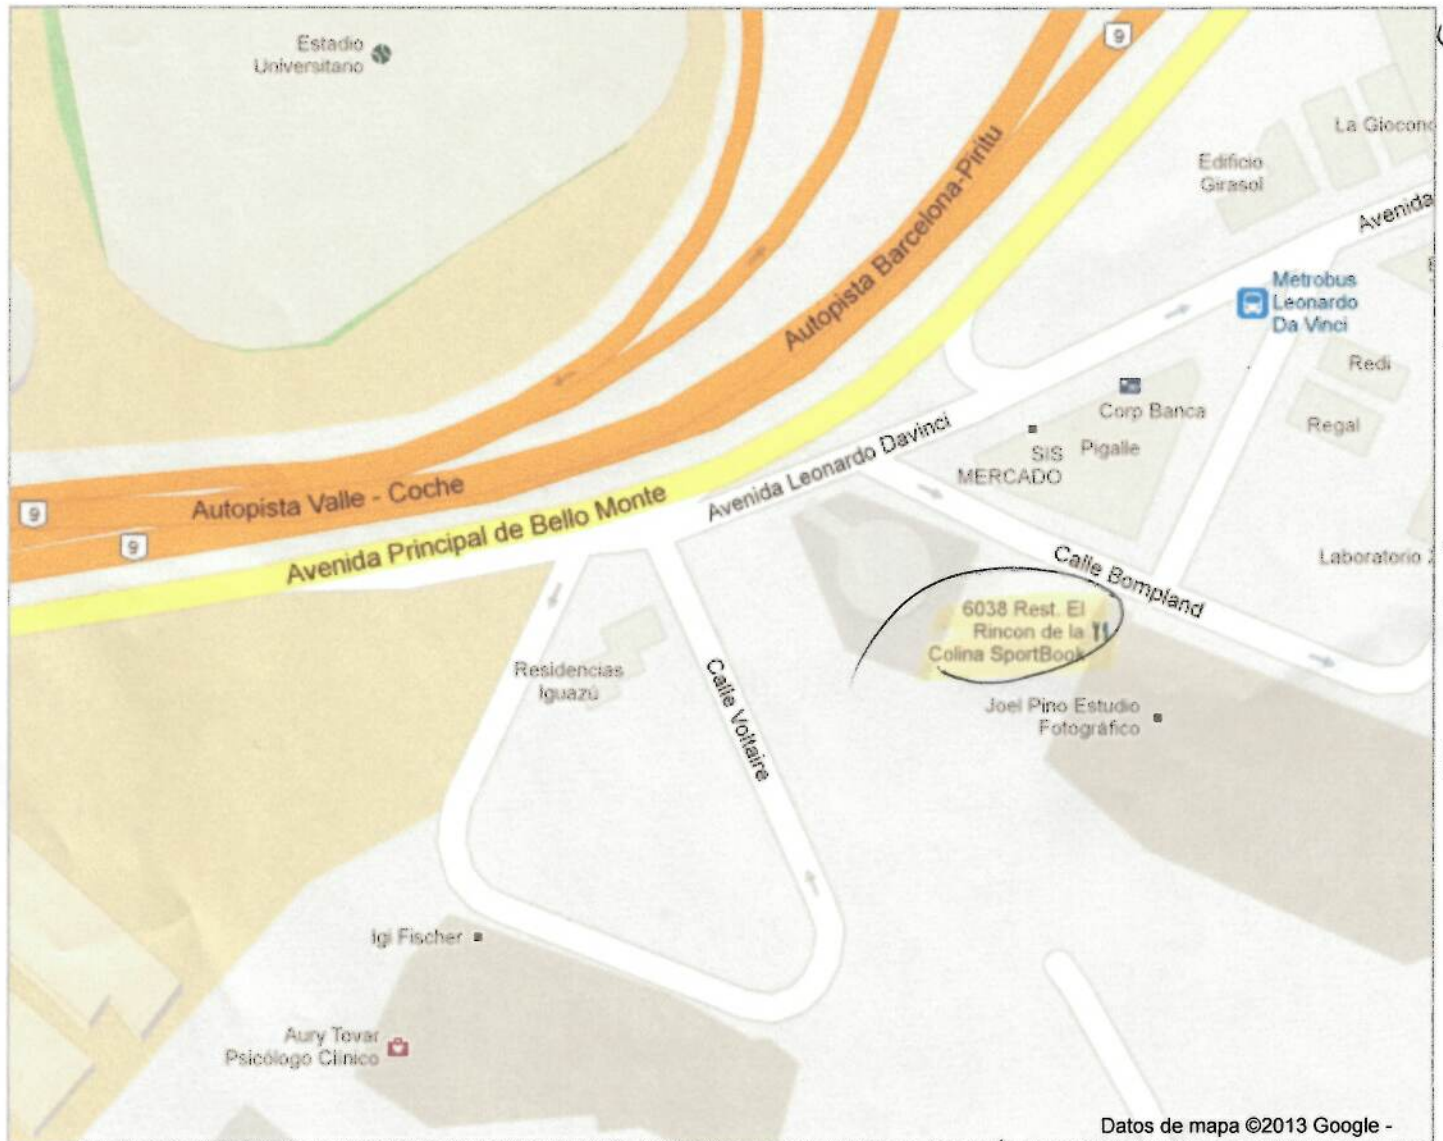 Estadio
Universitano
9
La Giocond
Edificio
Girasol
Avenida
Autopista Barcelona-Piritu
Metrobus
Leonardo
Da Vinci
Redi
Corp Banca
Regal
SIS
MERCADO
Pigalle
Avenida Leonardo Davinci
Autopista Valle - Coche
9
9
Avenida Principal de Bello Monte
Laboratorio
Calle Bompland
6038 Rest. El
Rincon de la
Colina SportBook
Residencias
Iguazú
Calle Voltaire
Joel Pino Estudio
Fotográfico
Igi Fischer
Aury Tovar
Psicólogo Clínico
Datos de mapa ©2013 Google -